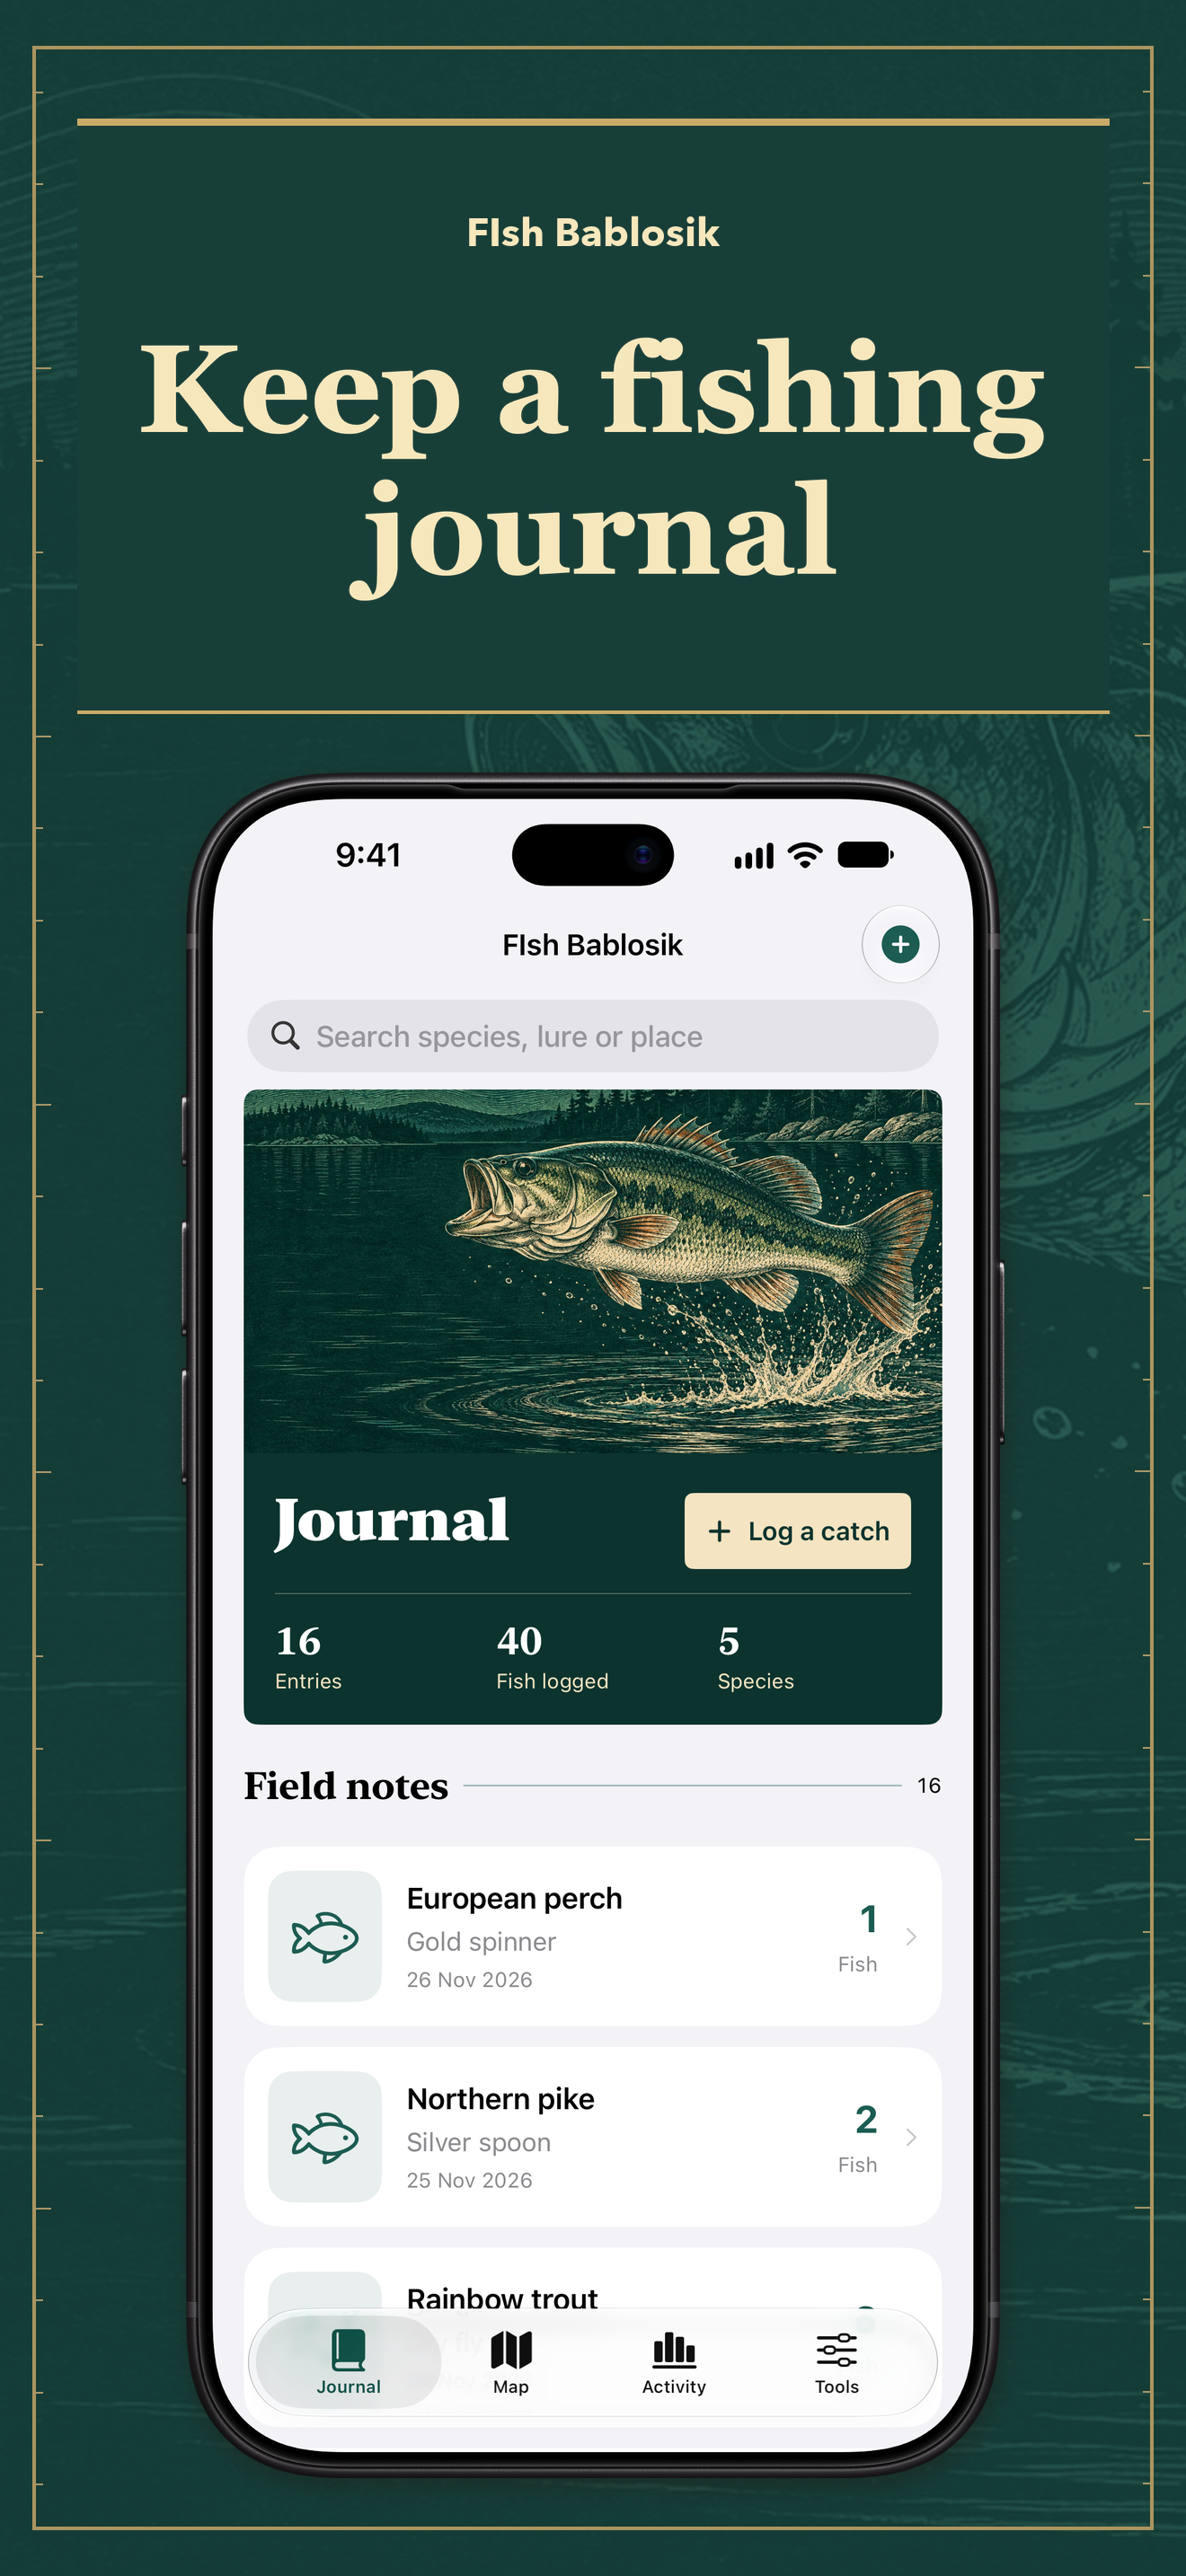 FIsh Bablosik
Keep a fishing
journal
9:41
FIsh Bablosik
Search species, lure or place
Journal
+ Log a catch
16
40
5
Entries
Fish logged
Species
Field notes
16
European perch
Gold spinner
26 Nov 2026
1
Fish
Northern pike
Silver spoon
25 Nov 2026
2
Fish
Rainbow trout
fly
Nov
Journal
Map
Activity
Tools